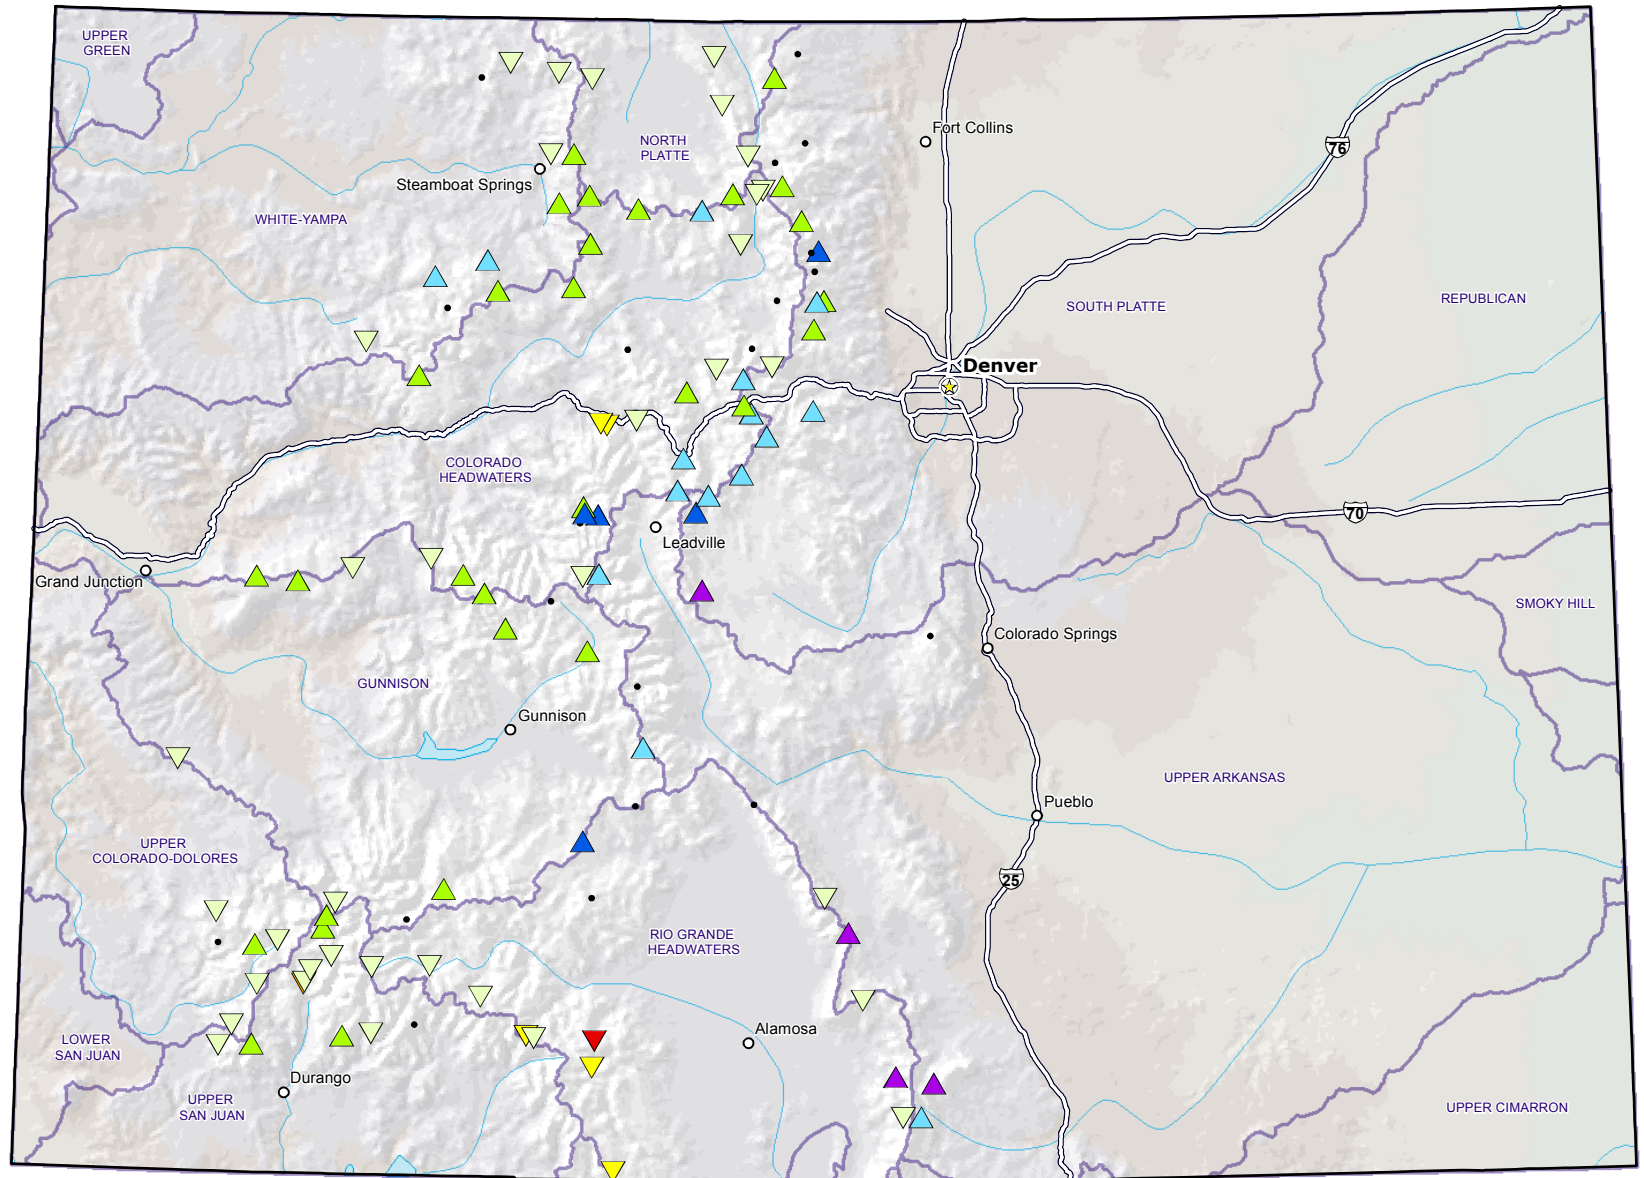 UPPER
GREEN
Fort Collins
NORTH
PLATTE
76
Steamboat Springs
WHITE-YAMPA
SOUTH PLATTE
REPUBLICAN
Denver
COLORADO
HEADWATERS
70
Leadville
Grand Junction
SMOKY HILL
Colorado Springs
GUNNISON
Gunnison
UPPER ARKANSAS
Pueblo
UPPER
COLORADO-DOLORES
25
RIO GRANDE
HEADWATERS
Alamosa
LOWER
SAN JUAN
Durango
UPPER
SAN JUAN
UPPER CIMARRON